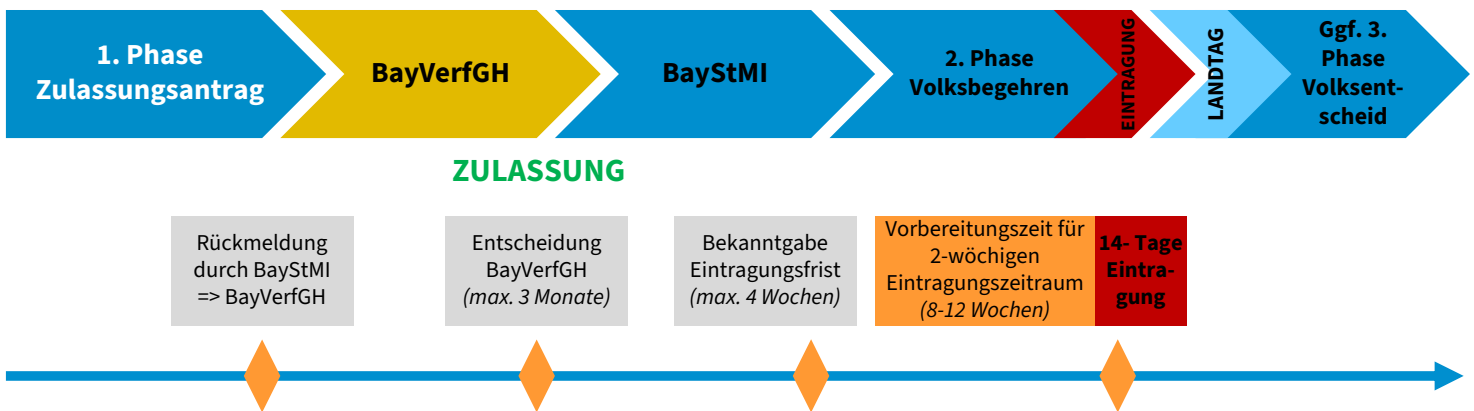 1. Phase
Zulassungsantrag
BayVerfGH
BayStMI
2. Phase
Volksbegehren
EINTRAGUNG
LANDTAG
Ggf. 3.
Phase
Volksent-
scheid
ZULASSUNG
Rückmeldung
durch BayStMI
=> BayVerfGH
Entscheidung
BayVerfGH
(max. 3 Monate)
Bekanntgabe
Eintragungsfrist
(max. 4 Wochen)
Vorbereitungszeit für
2-wöchigen
Eintragungszeitraum
(8-12 Wochen)
14- Tage
Eintra-
gung